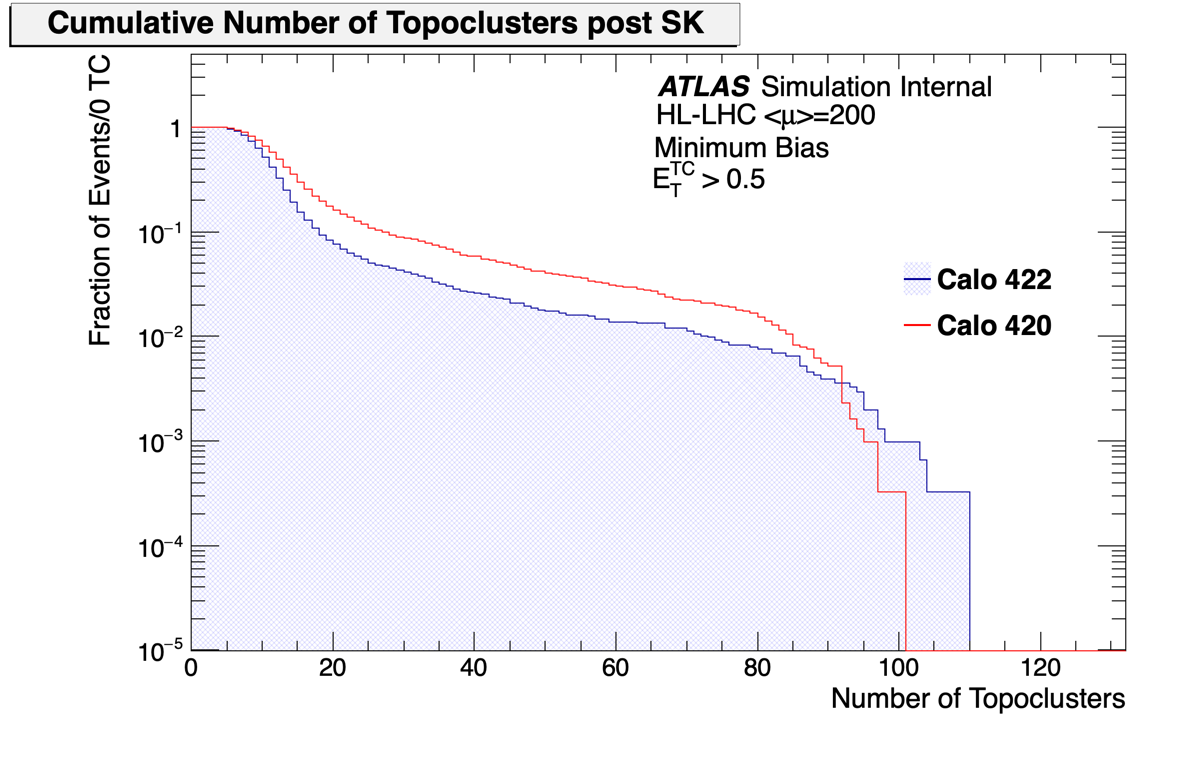 Cumulative Number of Topoclusters post SK
Fraction of Events/0 TC
ATLAS Simulation Internal
HL-LHC <μ>=200
Minimum Bias
E_T^TC > 0.5
Calo 422
Calo 420
1
10⁻¹
10⁻²
10⁻³
10⁻⁴
10⁻⁵
0 20 40 60 80 100 120
Number of Topoclusters